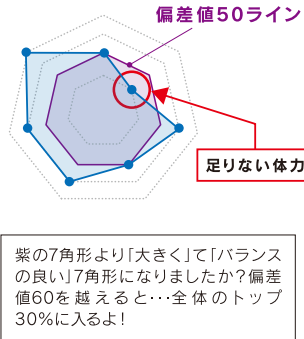 偏差値50ライン
足りない体力
紫の7角形より「大きく」て「バランス
の良い」7角形になりましたか?偏差
値60を越えると･･･全体のトップ
30%に入るよ!